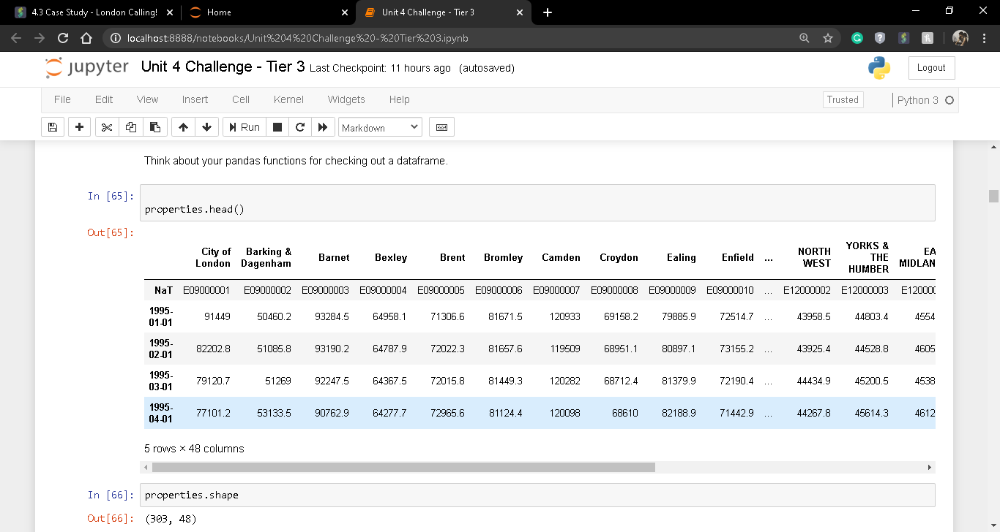 4.3 Case Study - London Calling!
Home
Unit 4 Challenge - Tier 3
localhost:8888/notebooks/Unit%204%20Challenge%20-%20Tier%203.ipynb
jupyter Unit 4 Challenge - Tier 3 Last Checkpoint: 11 hours ago (autosaved)
Logout
File Edit View Insert Cell Kernel Widgets Help
Trusted
Python 3
Run
Markdown
Think about your pandas functions for checking out a dataframe.
In [65]:
properties.head()
Out[65]:
City of London Barking & Dagenham Barnet Bexley Brent Bromley Camden Croydon Ealing Enfield ... NORTH WEST YORKS & THE HUMBER EA MIDLAN
NaT E09000001 E09000002 E09000003 E09000004 E09000005 E09000006 E09000007 E09000008 E09000009 E09000010 ... E12000002 E12000003 E12000
1995-01-01 91449 50460.2 93284.5 64958.1 71306.6 81671.5 120933 69158.2 79885.9 72514.7 ... 43958.5 44803.4 4554
1995-02-01 82202.8 51085.8 93190.2 64787.9 72022.3 81657.6 119509 68951.1 80897.1 73155.2 ... 43925.4 44528.8 4605
1995-03-01 79120.7 51269 92247.5 64367.5 72015.8 81449.3 120282 68712.4 81379.9 72190.4 ... 44434.9 45200.5 4538
1995-04-01 77101.2 53133.5 90762.9 64277.7 72965.6 81124.4 120098 68610 82188.9 71442.9 ... 44267.8 45614.3 4612
5 rows × 48 columns
In [66]: properties.shape
Out[66]: (303, 48)